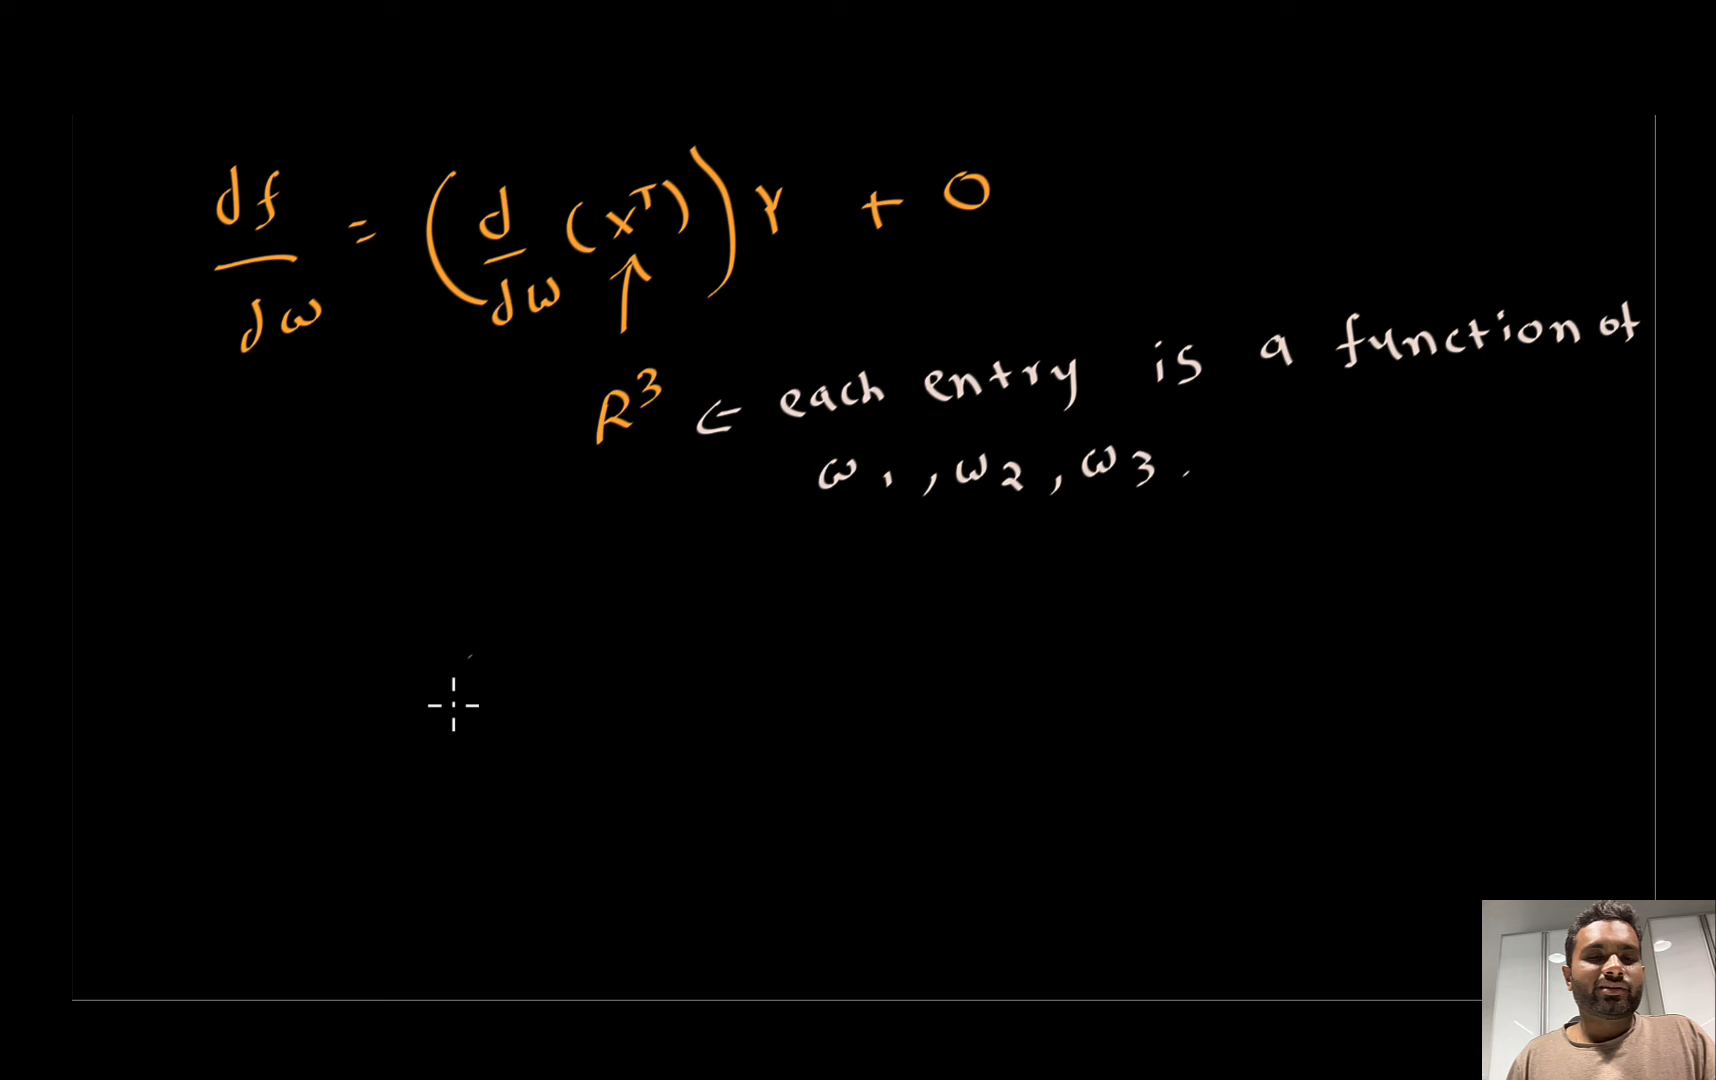 df/dω = (d/dω (x^T)) r + 0
R^3 ← each entry is a function of
ω1, ω2, ω3.